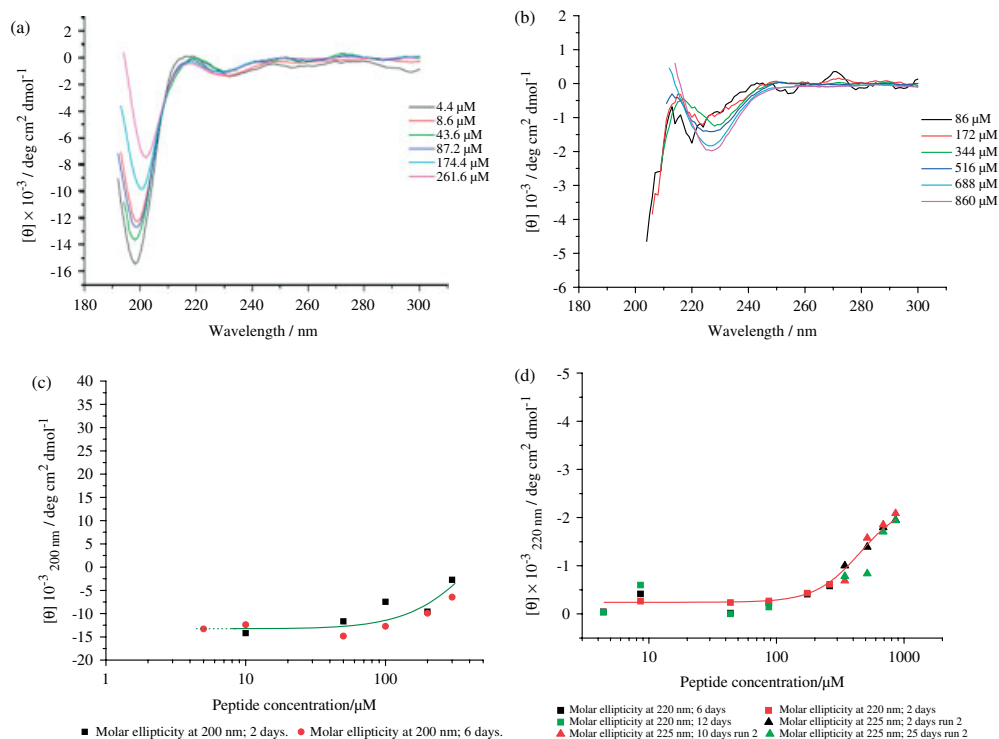 (a)
2
0
-2
-4
-6
-8
-10
-12
-14
-16
[θ] × 10⁻³ / deg cm² dmol⁻¹
180 200 220 240 260 280 300
Wavelength / nm
4.4 μM
8.6 μM
43.6 μM
87.2 μM
174.4 μM
261.6 μM
(b)
2
1
0
-1
-2
-3
-4
-5
-6
[θ] × 10⁻³ / deg cm² dmol⁻¹
180 200 220 240 260 280 300
Wavelength / nm
86 μM
172 μM
344 μM
516 μM
688 μM
860 μM
(c)
40
35
30
25
20
15
10
5
0
-5
-10
-15
-20
[θ] 10⁻³ 200 nm / deg cm² dmol⁻¹
1 10 100
Peptide concentration/μM
Molar ellipticity at 200 nm; 2 days. Molar ellipticity at 200 nm; 6 days.
(d)
-5
-4
-3
-2
-1
0
[θ] × 10⁻³ 220 nm / deg cm² dmol⁻¹
10 100 1000
Peptide concentration/μM
Molar ellipticity at 220 nm; 6 days Molar ellipticity at 220 nm; 2 days
Molar ellipticity at 220 nm; 12 days Molar ellipticity at 225 nm; 2 days run 2
Molar ellipticity at 225 nm; 10 days run 2 Molar ellipticity at 225 nm; 25 days run 2